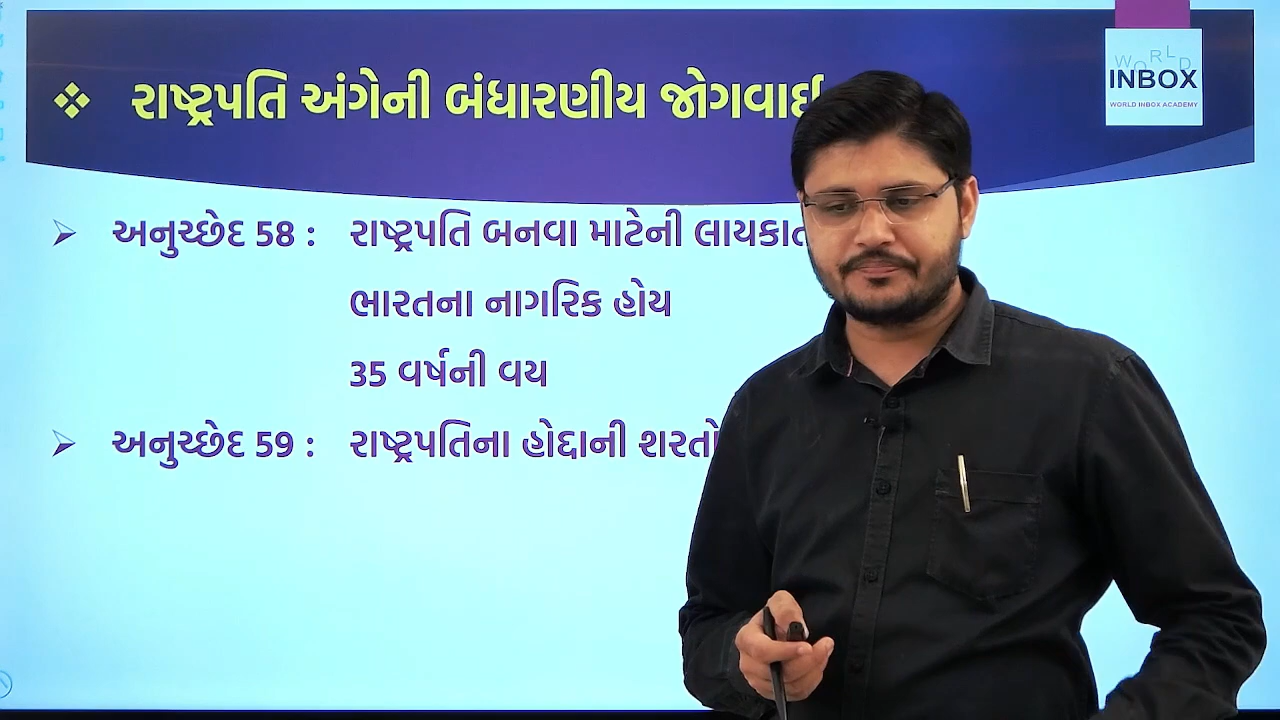 ❖ રાષ્ટ્રપતિ અંગેની બંધારણીય જોગવાઈ
WORLD
INBOX
WORLD INBOX ACADEMY
➢ અનુચ્છેદ 58 : રાષ્ટ્રપતિ બનવા માટેની લાયકાત
ભારતના નાગરિક હોય
35 વર્ષની વય
➢ અનુચ્છેદ 59 : રાષ્ટ્રપતિના હોદ્દાની શરતો